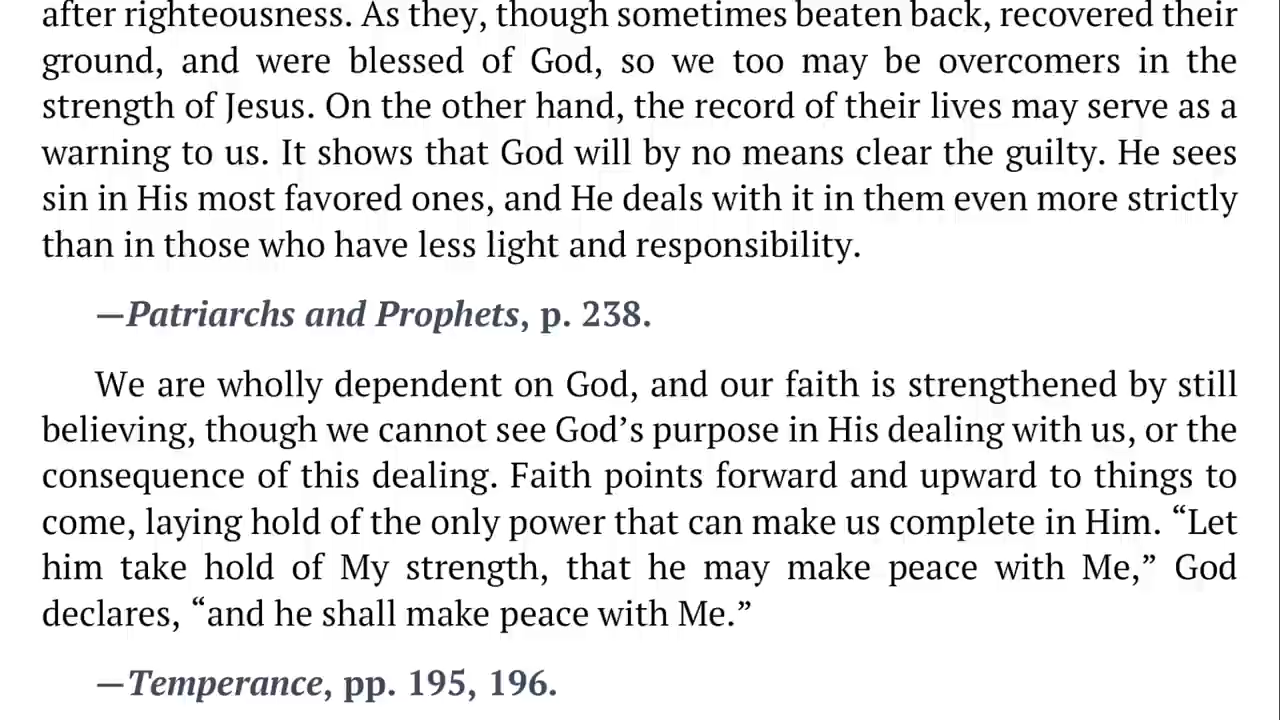 after righteousness. As they, though sometimes beaten back, recovered their
ground, and were blessed of God, so we too may be overcomers in the
strength of Jesus. On the other hand, the record of their lives may serve as a
warning to us. It shows that God will by no means clear the guilty. He sees
sin in His most favored ones, and He deals with it in them even more strictly
than in those who have less light and responsibility.
—Patriarchs and Prophets, p. 238.
We are wholly dependent on God, and our faith is strengthened by still
believing, though we cannot see God’s purpose in His dealing with us, or the
consequence of this dealing. Faith points forward and upward to things to
come, laying hold of the only power that can make us complete in Him. “Let
him take hold of My strength, that he may make peace with Me,” God
declares, “and he shall make peace with Me.”
—Temperance, pp. 195, 196.